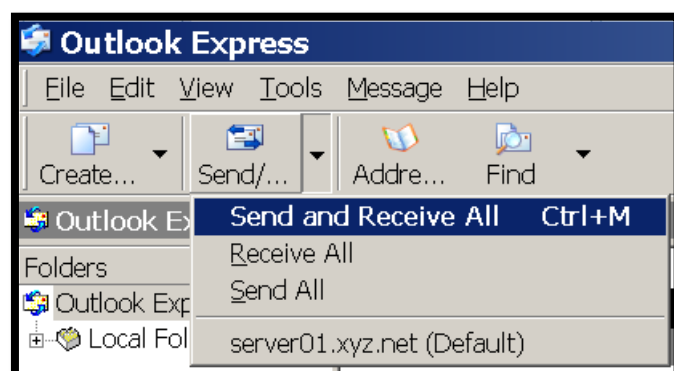 Outlook Express
File Edit View Tools Message Help
Create... Send/... Addre... Find
Outlook Ex
Send and Receive All Ctrl+M
Receive All
Folders
Send All
Outlook Exp
Local Fol
server01.xyz.net (Default)